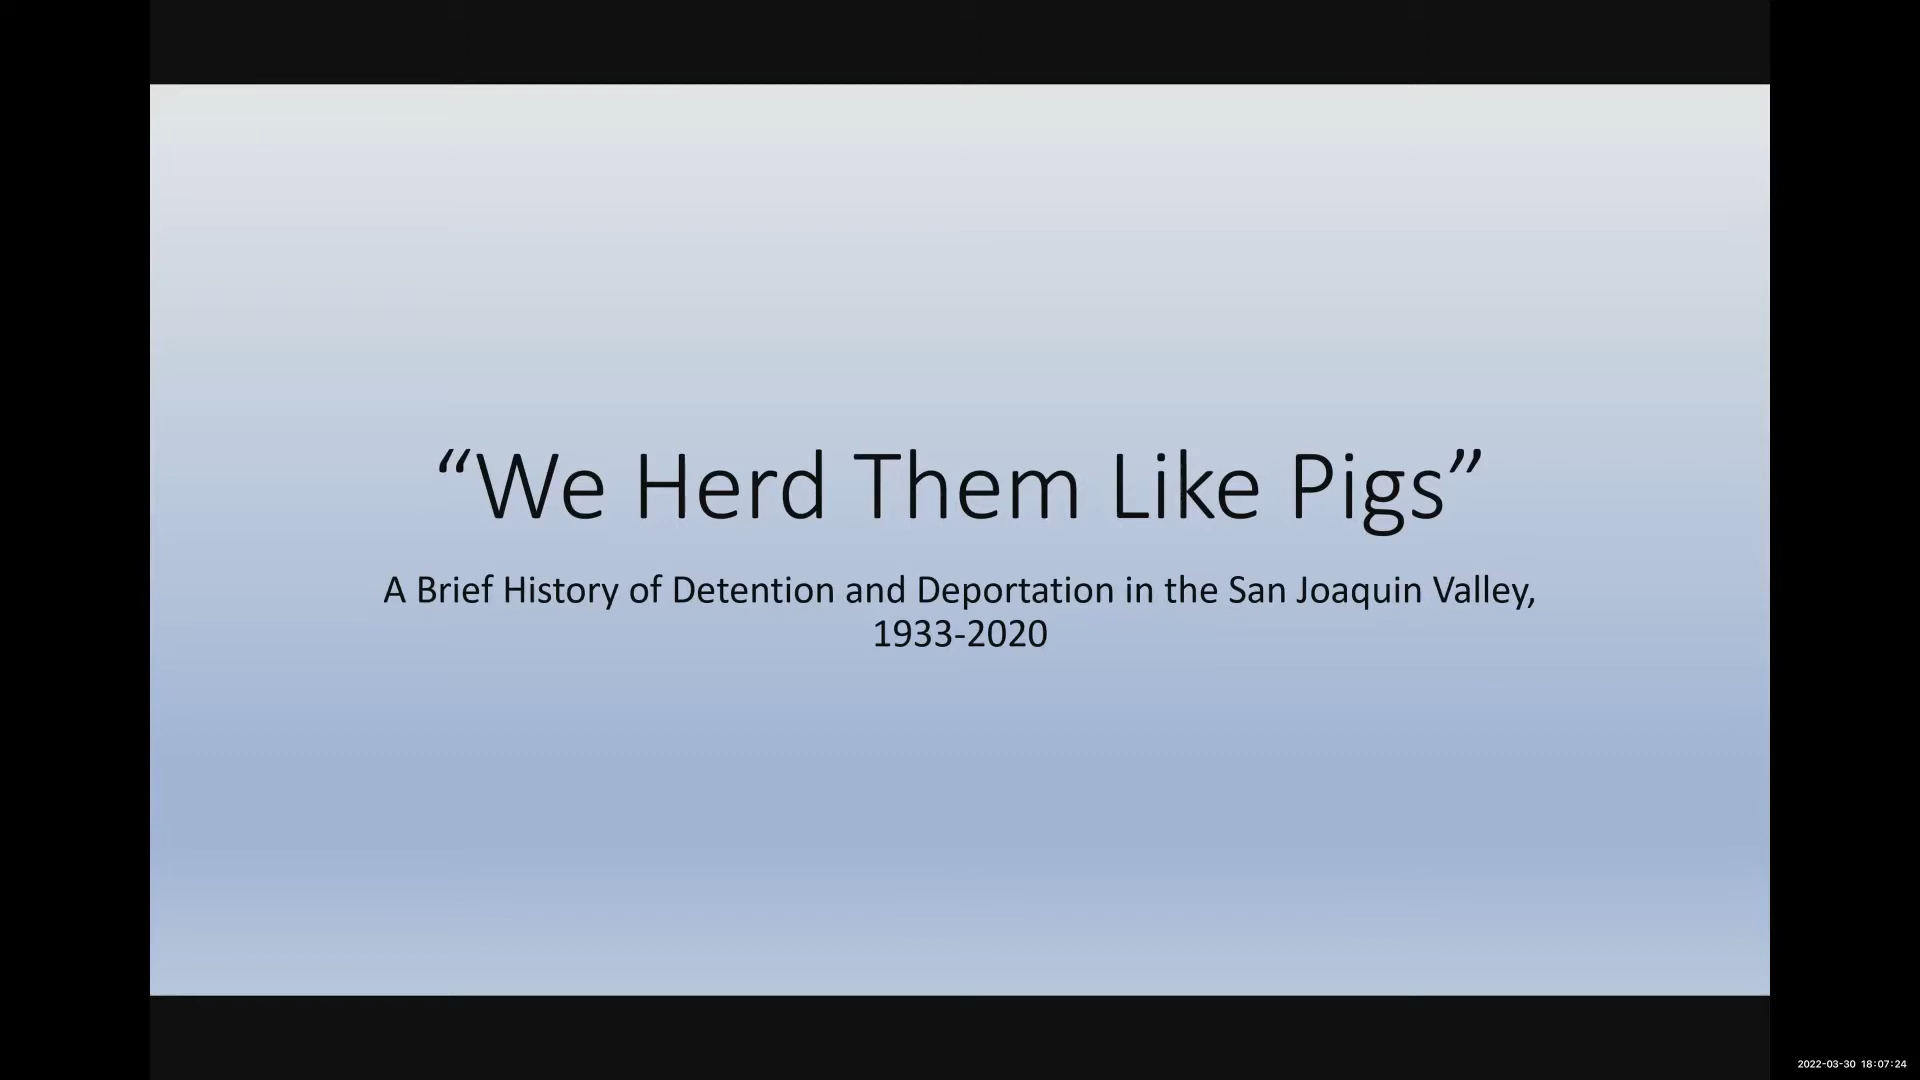 “We Herd Them Like Pigs”
A Brief History of Detention and Deportation in the San Joaquin Valley,
1933-2020
2022-03-30 18:07:24